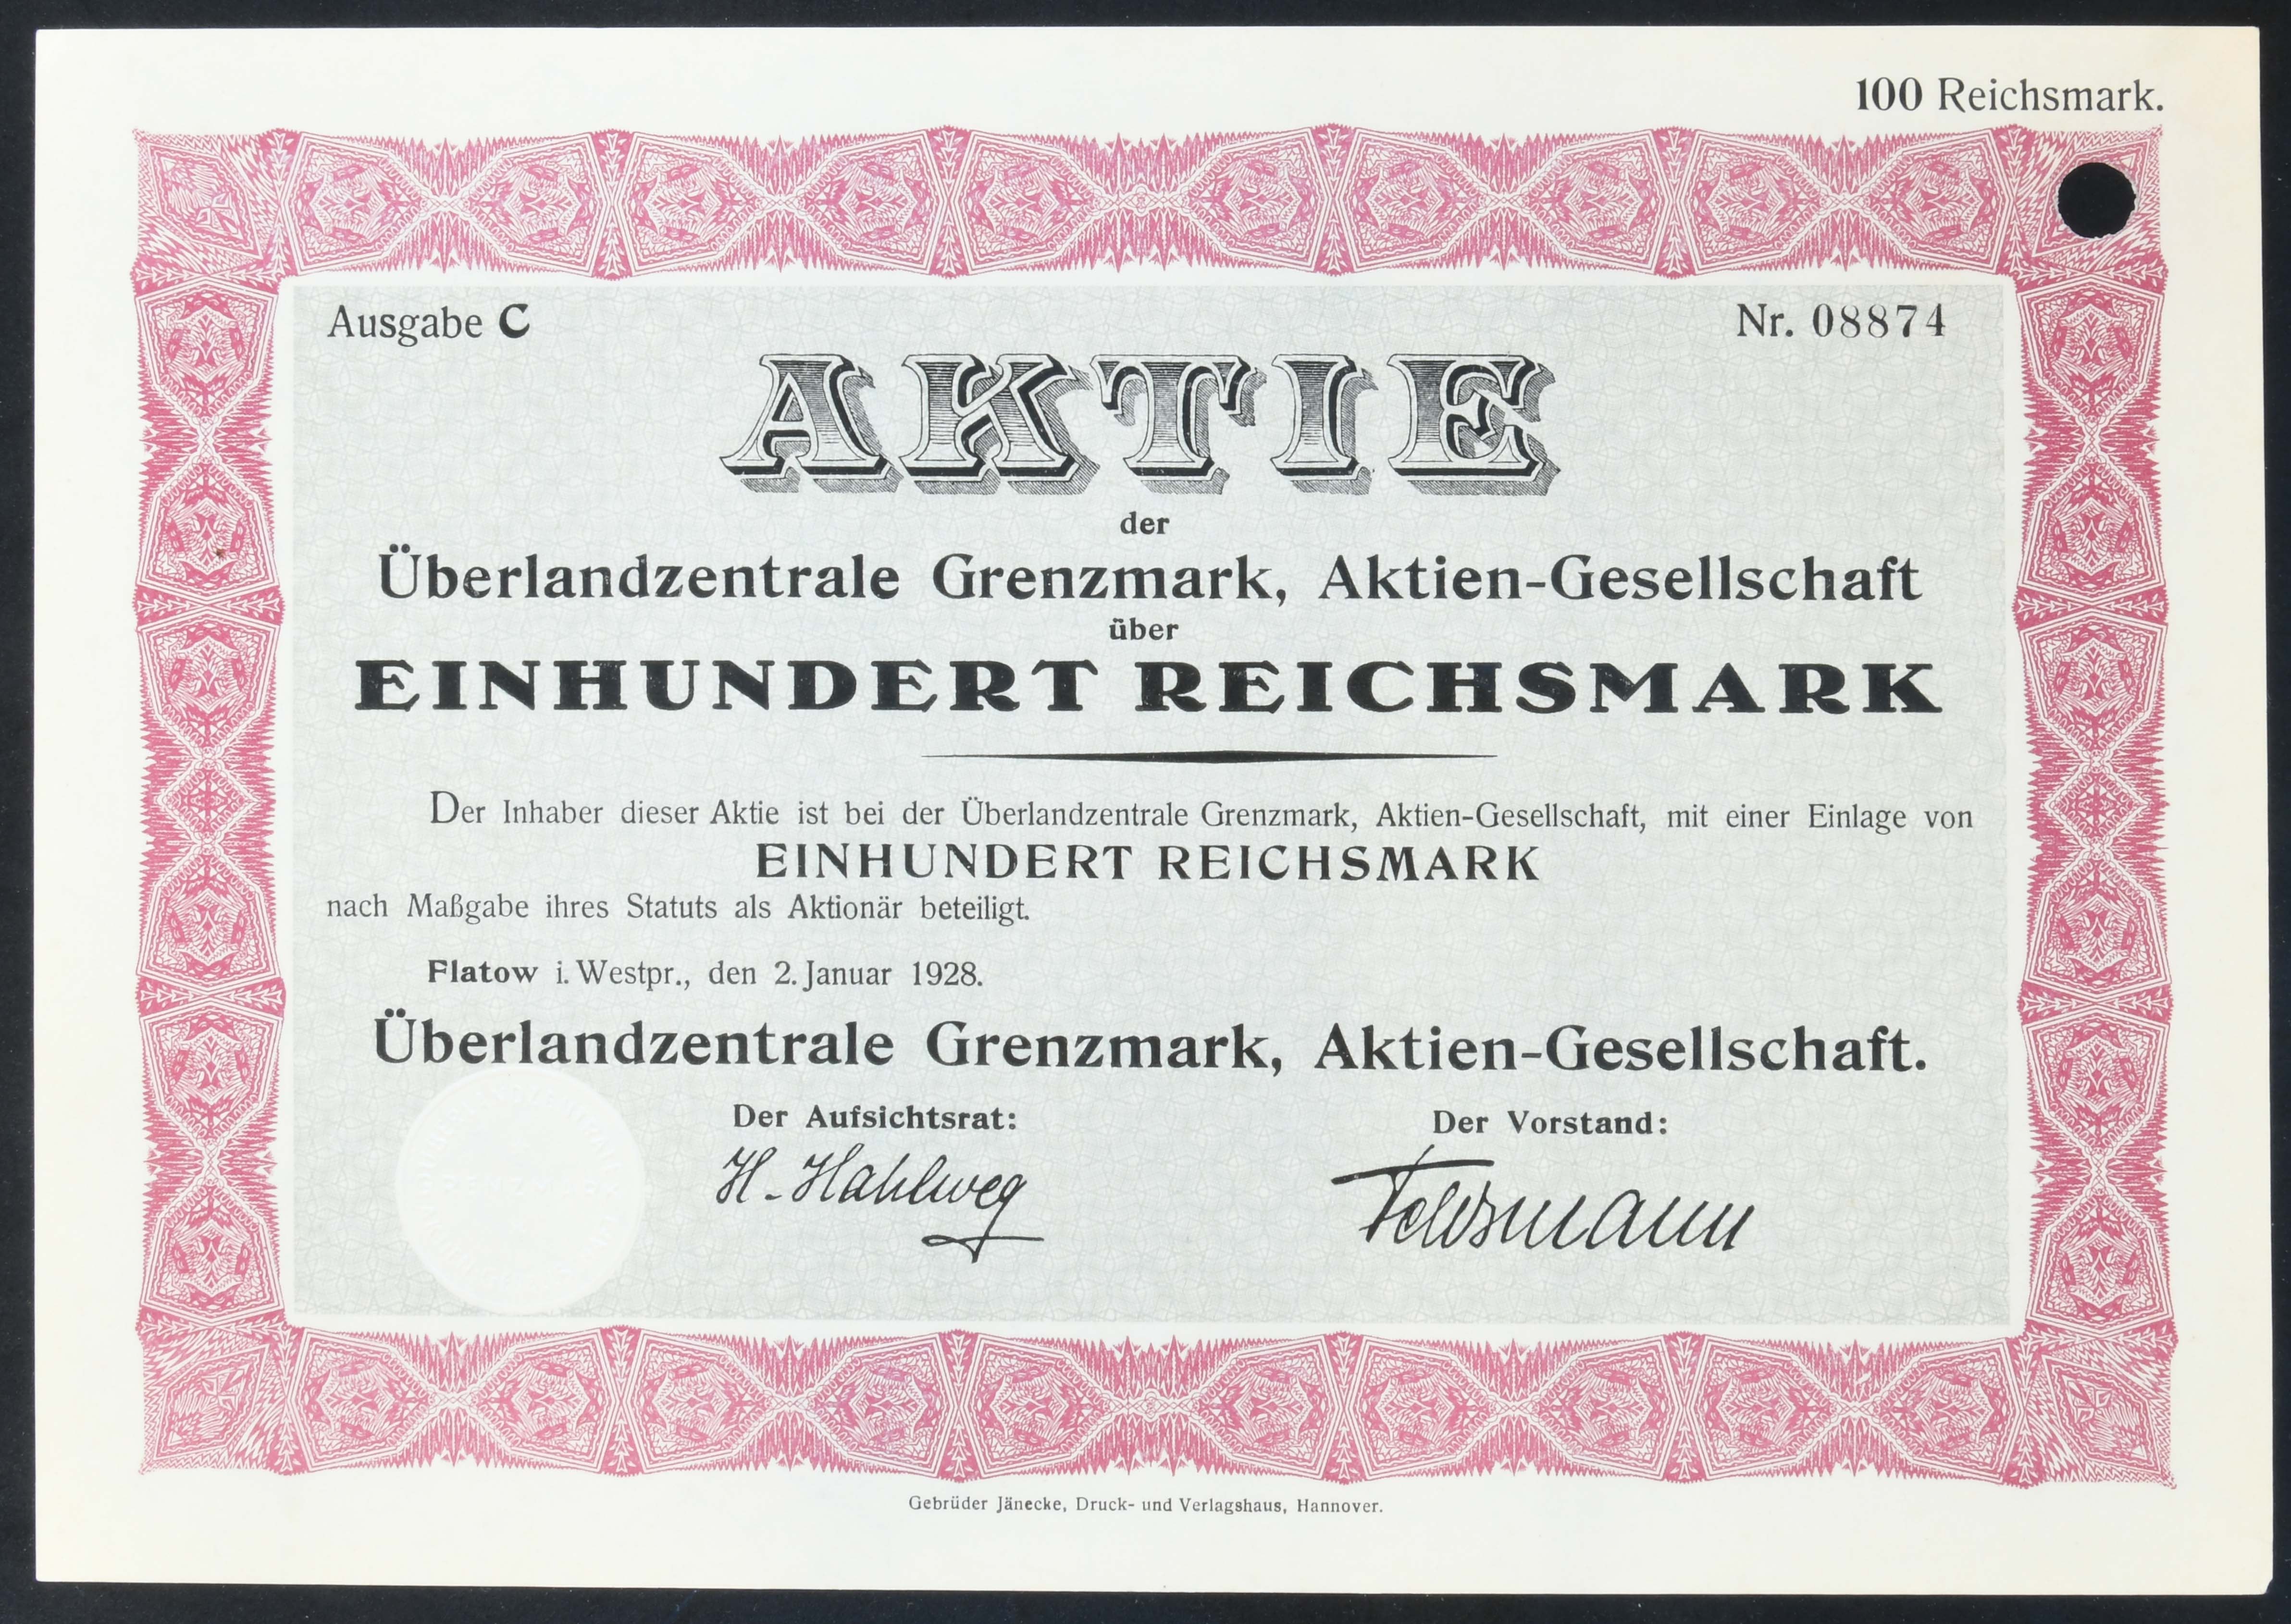 100 Reichsmark.
Ausgabe C
Nr. 08874
AKTIE
der
Überlandzentrale Grenzmark, Aktien-Gesellschaft
über
EINHUNDERT REICHSMARK
Der Inhaber dieser Aktie ist bei der Überlandzentrale Grenzmark, Aktien-Gesellschaft, mit einer Einlage von
EINHUNDERT REICHSMARK
nach Maßgabe ihres Statuts als Aktionär beteiligt.
Flatow i. Westpr., den 2. Januar 1928.
Überlandzentrale Grenzmark, Aktien-Gesellschaft.
Der Aufsichtsrat:
Der Vorstand:
H. Hahlweg
Feldsmann
Gebrüder Jänecke, Druck- und Verlagshaus, Hannover.